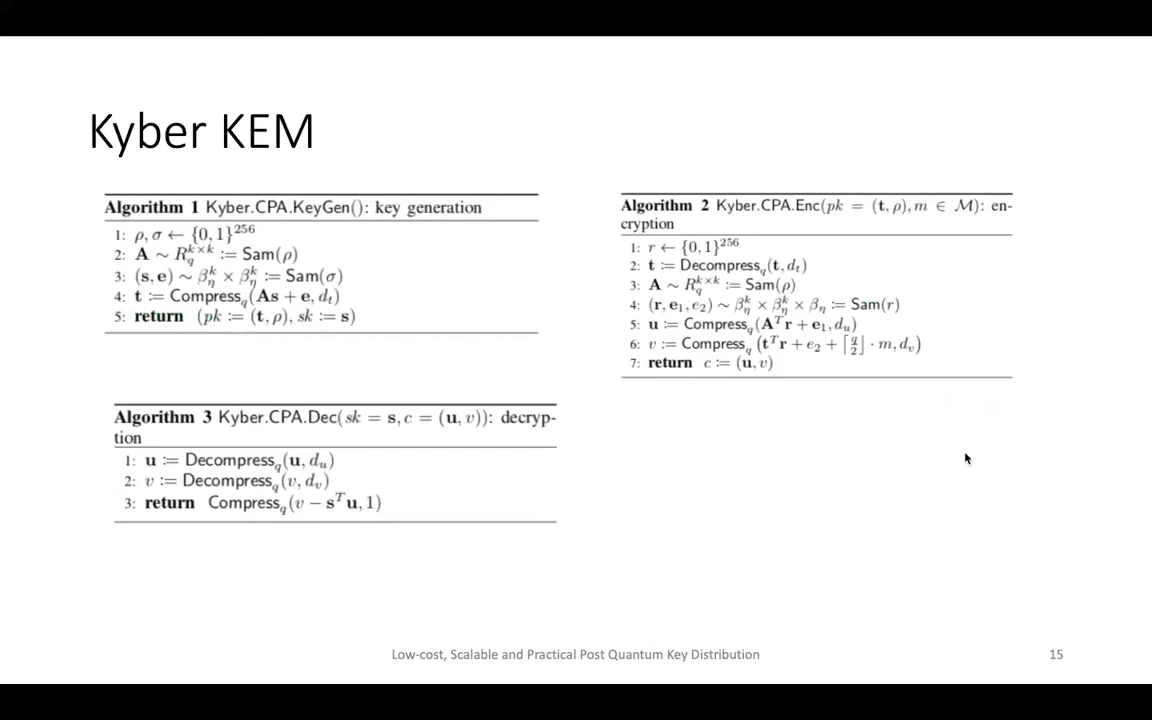 Kyber KEM
Algorithm 1 Kyber.CPA.KeyGen(): key generation
1: ρ, σ ← {0, 1}^256
2: A ∼ R_q^{k×k} := Sam(ρ)
3: (s, e) ∼ β_η^k × β_η^k := Sam(σ)
4: t := Compress_q(As + e, d_t)
5: return (pk := (t, ρ), sk := s)
Algorithm 2 Kyber.CPA.Enc(pk = (t, ρ), m ∈ M): en-
cryption
1: r ← {0, 1}^256
2: t := Decompress_q(t, d_t)
3: A ∼ R_q^{k×k} := Sam(ρ)
4: (r, e_1, e_2) ∼ β_η^k × β_η^k × β_η := Sam(r)
5: u := Compress_q(A^T r + e_1, d_u)
6: v := Compress_q(t^T r + e_2 + ⌈q/2⌋ · m, d_v)
7: return c := (u, v)
Algorithm 3 Kyber.CPA.Dec(sk = s, c = (u, v)): decryp-
tion
1: u := Decompress_q(u, d_u)
2: v := Decompress_q(v, d_v)
3: return Compress_q(v − s^T u, 1)
Low-cost, Scalable and Practical Post Quantum Key Distribution
15